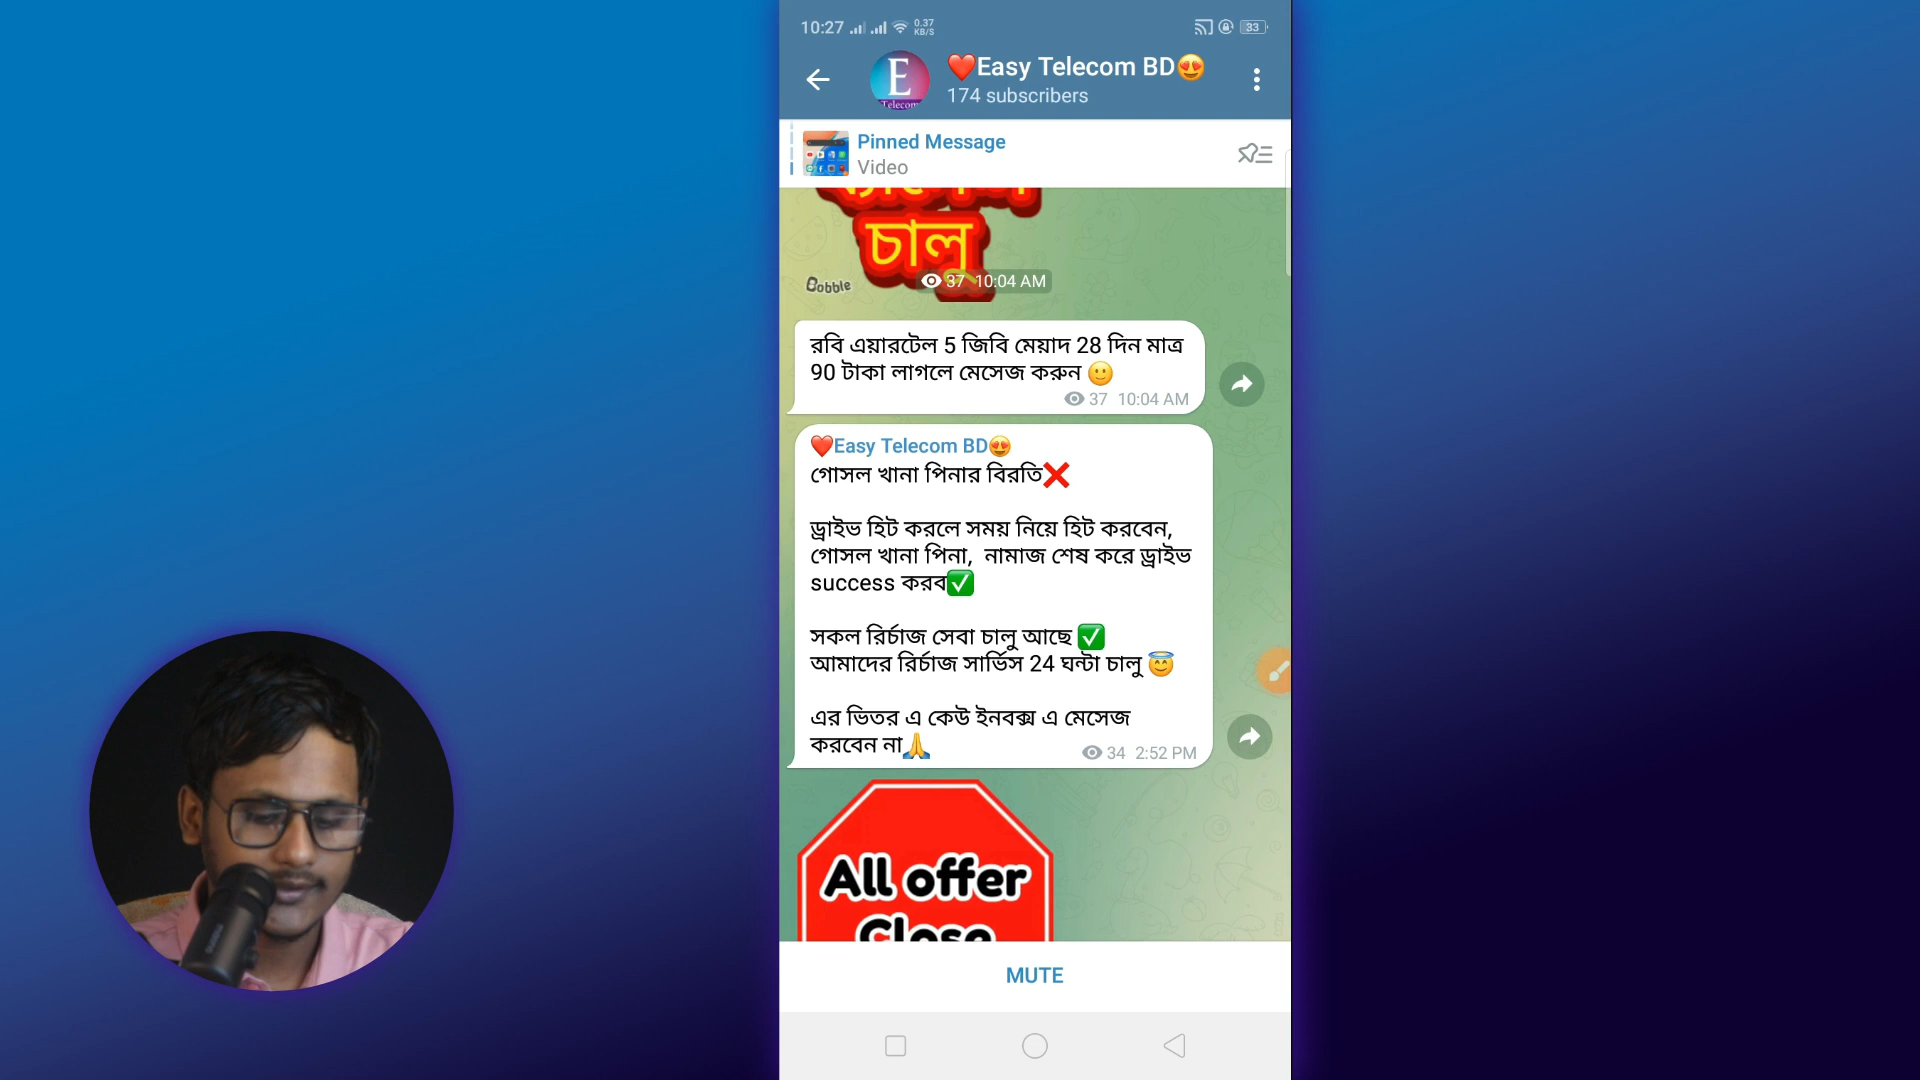 10:27 0.37 KB/S 33
E Telecom
❤️Easy Telecom BD😍
174 subscribers
Pinned Message
Video
চালু
Bobble
37 10:04 AM
রবি এয়ারটেল 5 জিবি মেয়াদ 28 দিন মাত্র
90 টাকা লাগলে মেসেজ করুন 🙂
37 10:04 AM
❤️Easy Telecom BD😍
গোসল খানা পিনার বিরতি❌
ড্রাইভ হিট করলে সময় নিয়ে হিট করবেন,
গোসল খানা পিনা, নামাজ শেষ করে ড্রাইভ
success করব✅
সকল রির্চাজ সেবা চালু আছে ✅
আমাদের রির্চাজ সার্ভিস 24 ঘন্টা চালু 😇
এর ভিতর এ কেউ ইনবক্স এ মেসেজ
করবেন না🙏
34 2:52 PM
All offer
Close
MUTE